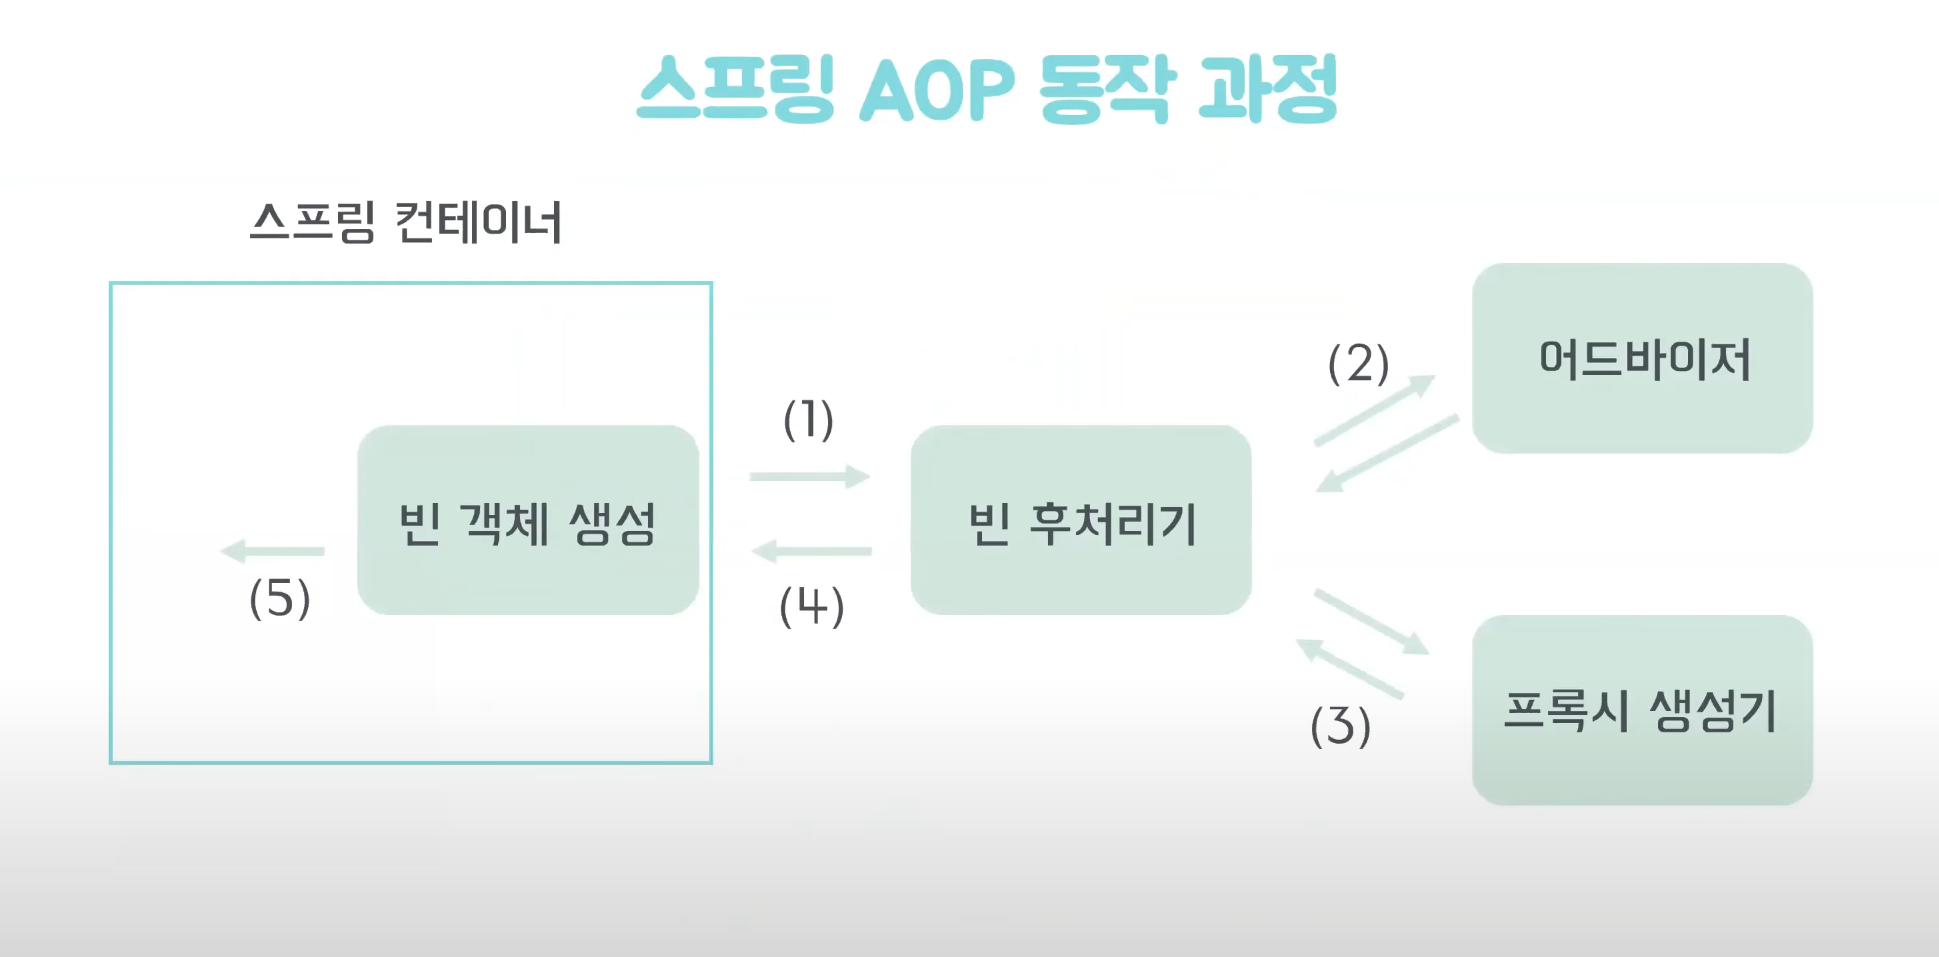 스프링 AOP 동작 과정
스프링 컨테이너
(1)
(2)
어드바이저
빈 객체 생성
빈 후처리기
(5)
(4)
(3)
프록시 생성기